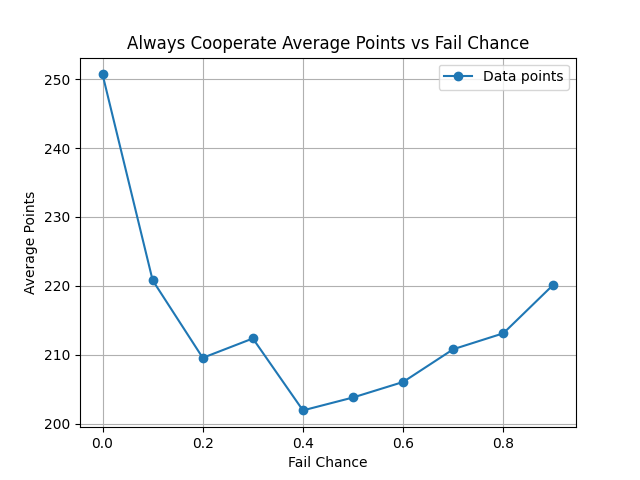 Always Cooperate Average Points vs Fail Chance
Data points
250
240
230
220
210
200
Average Points
0.0 0.2 0.4 0.6 0.8
Fail Chance